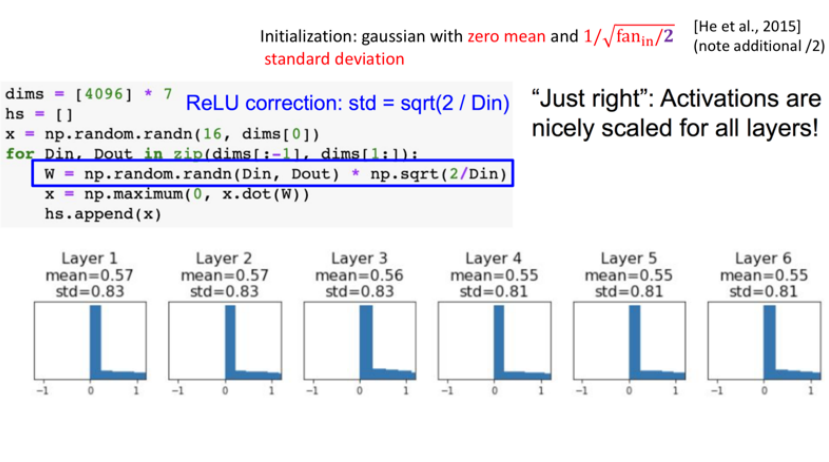 Initialization: gaussian with zero mean and 1/√fan_in/2 [He et al., 2015]
standard deviation (note additional /2)
dims = [4096] * 7
ReLU correction: std = sqrt(2 / Din)
hs = []
x = np.random.randn(16, dims[0])
for Din, Dout in zip(dims[:-1], dims[1:]):
W = np.random.randn(Din, Dout) * np.sqrt(2/Din)
x = np.maximum(0, x.dot(W))
hs.append(x)
“Just right”: Activations are
nicely scaled for all layers!
Layer 1
mean=0.57
std=0.83
-1 0 1
Layer 2
mean=0.57
std=0.83
-1 0 1
Layer 3
mean=0.56
std=0.83
-1 0 1
Layer 4
mean=0.55
std=0.81
-1 0 1
Layer 5
mean=0.55
std=0.81
-1 0 1
Layer 6
mean=0.55
std=0.81
-1 0 1